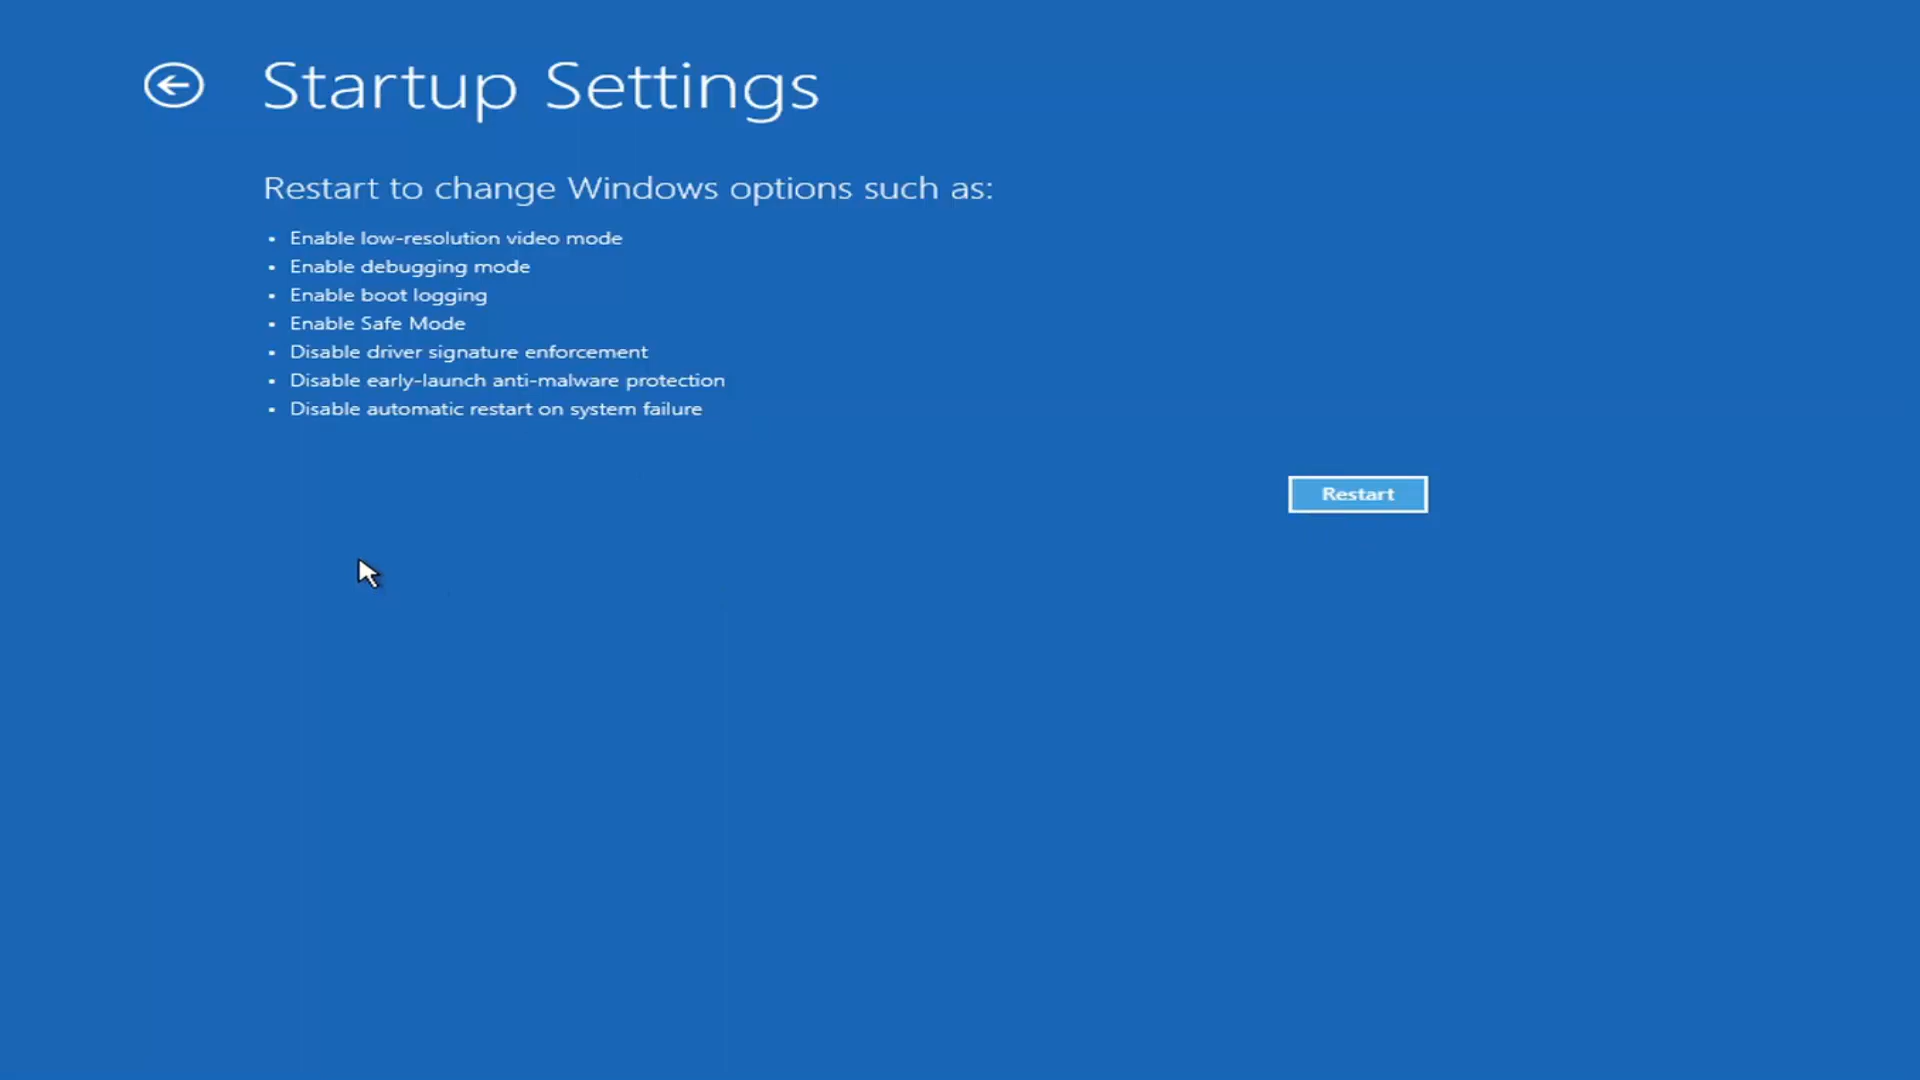 Startup Settings
Restart to change Windows options such as:
• Enable low-resolution video mode
• Enable debugging mode
• Enable boot logging
• Enable Safe Mode
• Disable driver signature enforcement
• Disable early-launch anti-malware protection
• Disable automatic restart on system failure
Restart